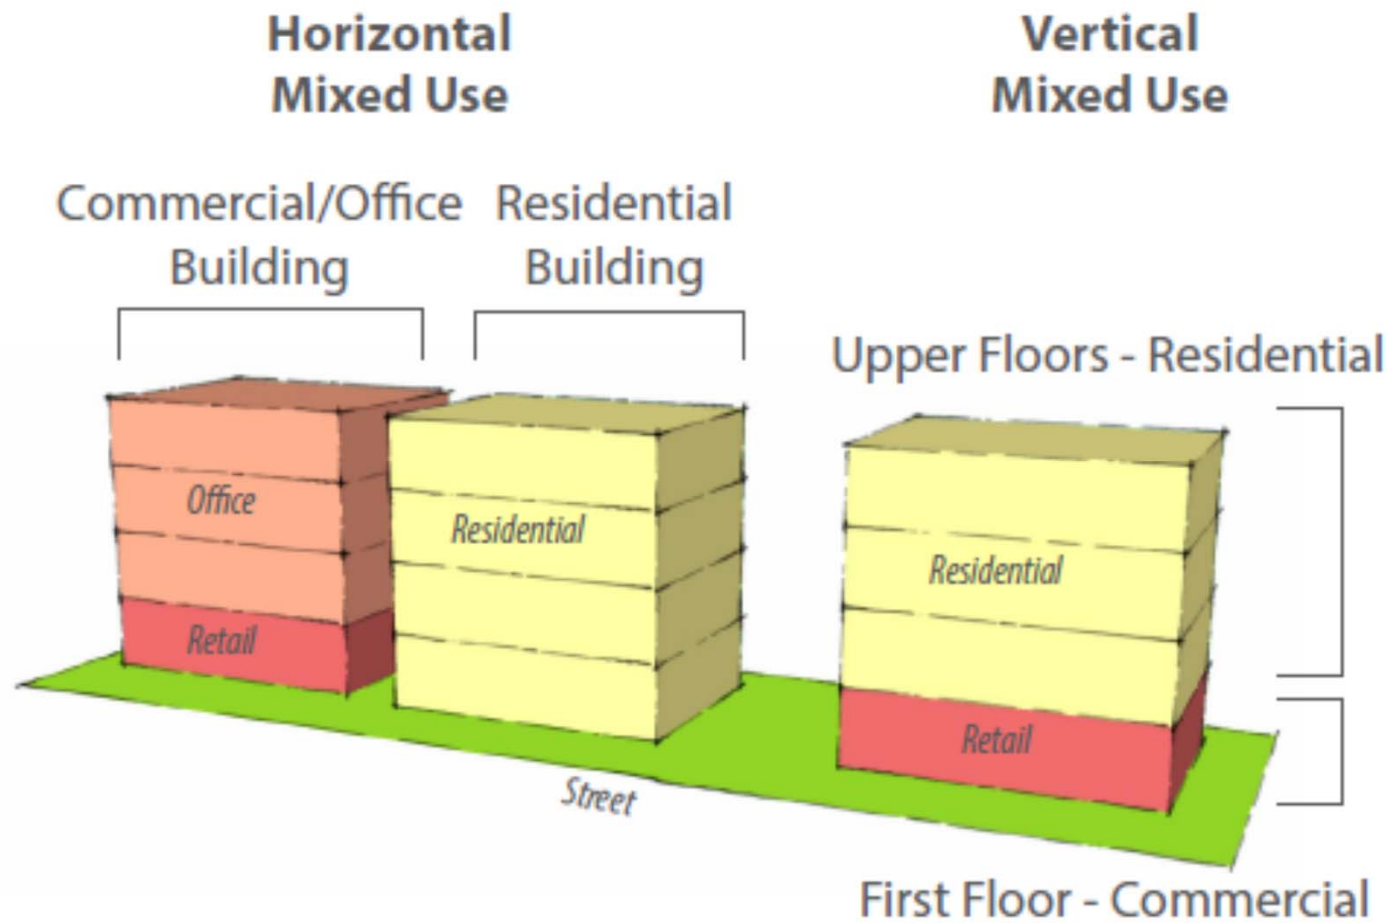 Horizontal
Mixed Use
Vertical
Mixed Use
Commercial/Office
Building
Residential
Building
Upper Floors - Residential
Office
Residential
Residential
Retail
Retail
Street
First Floor - Commercial